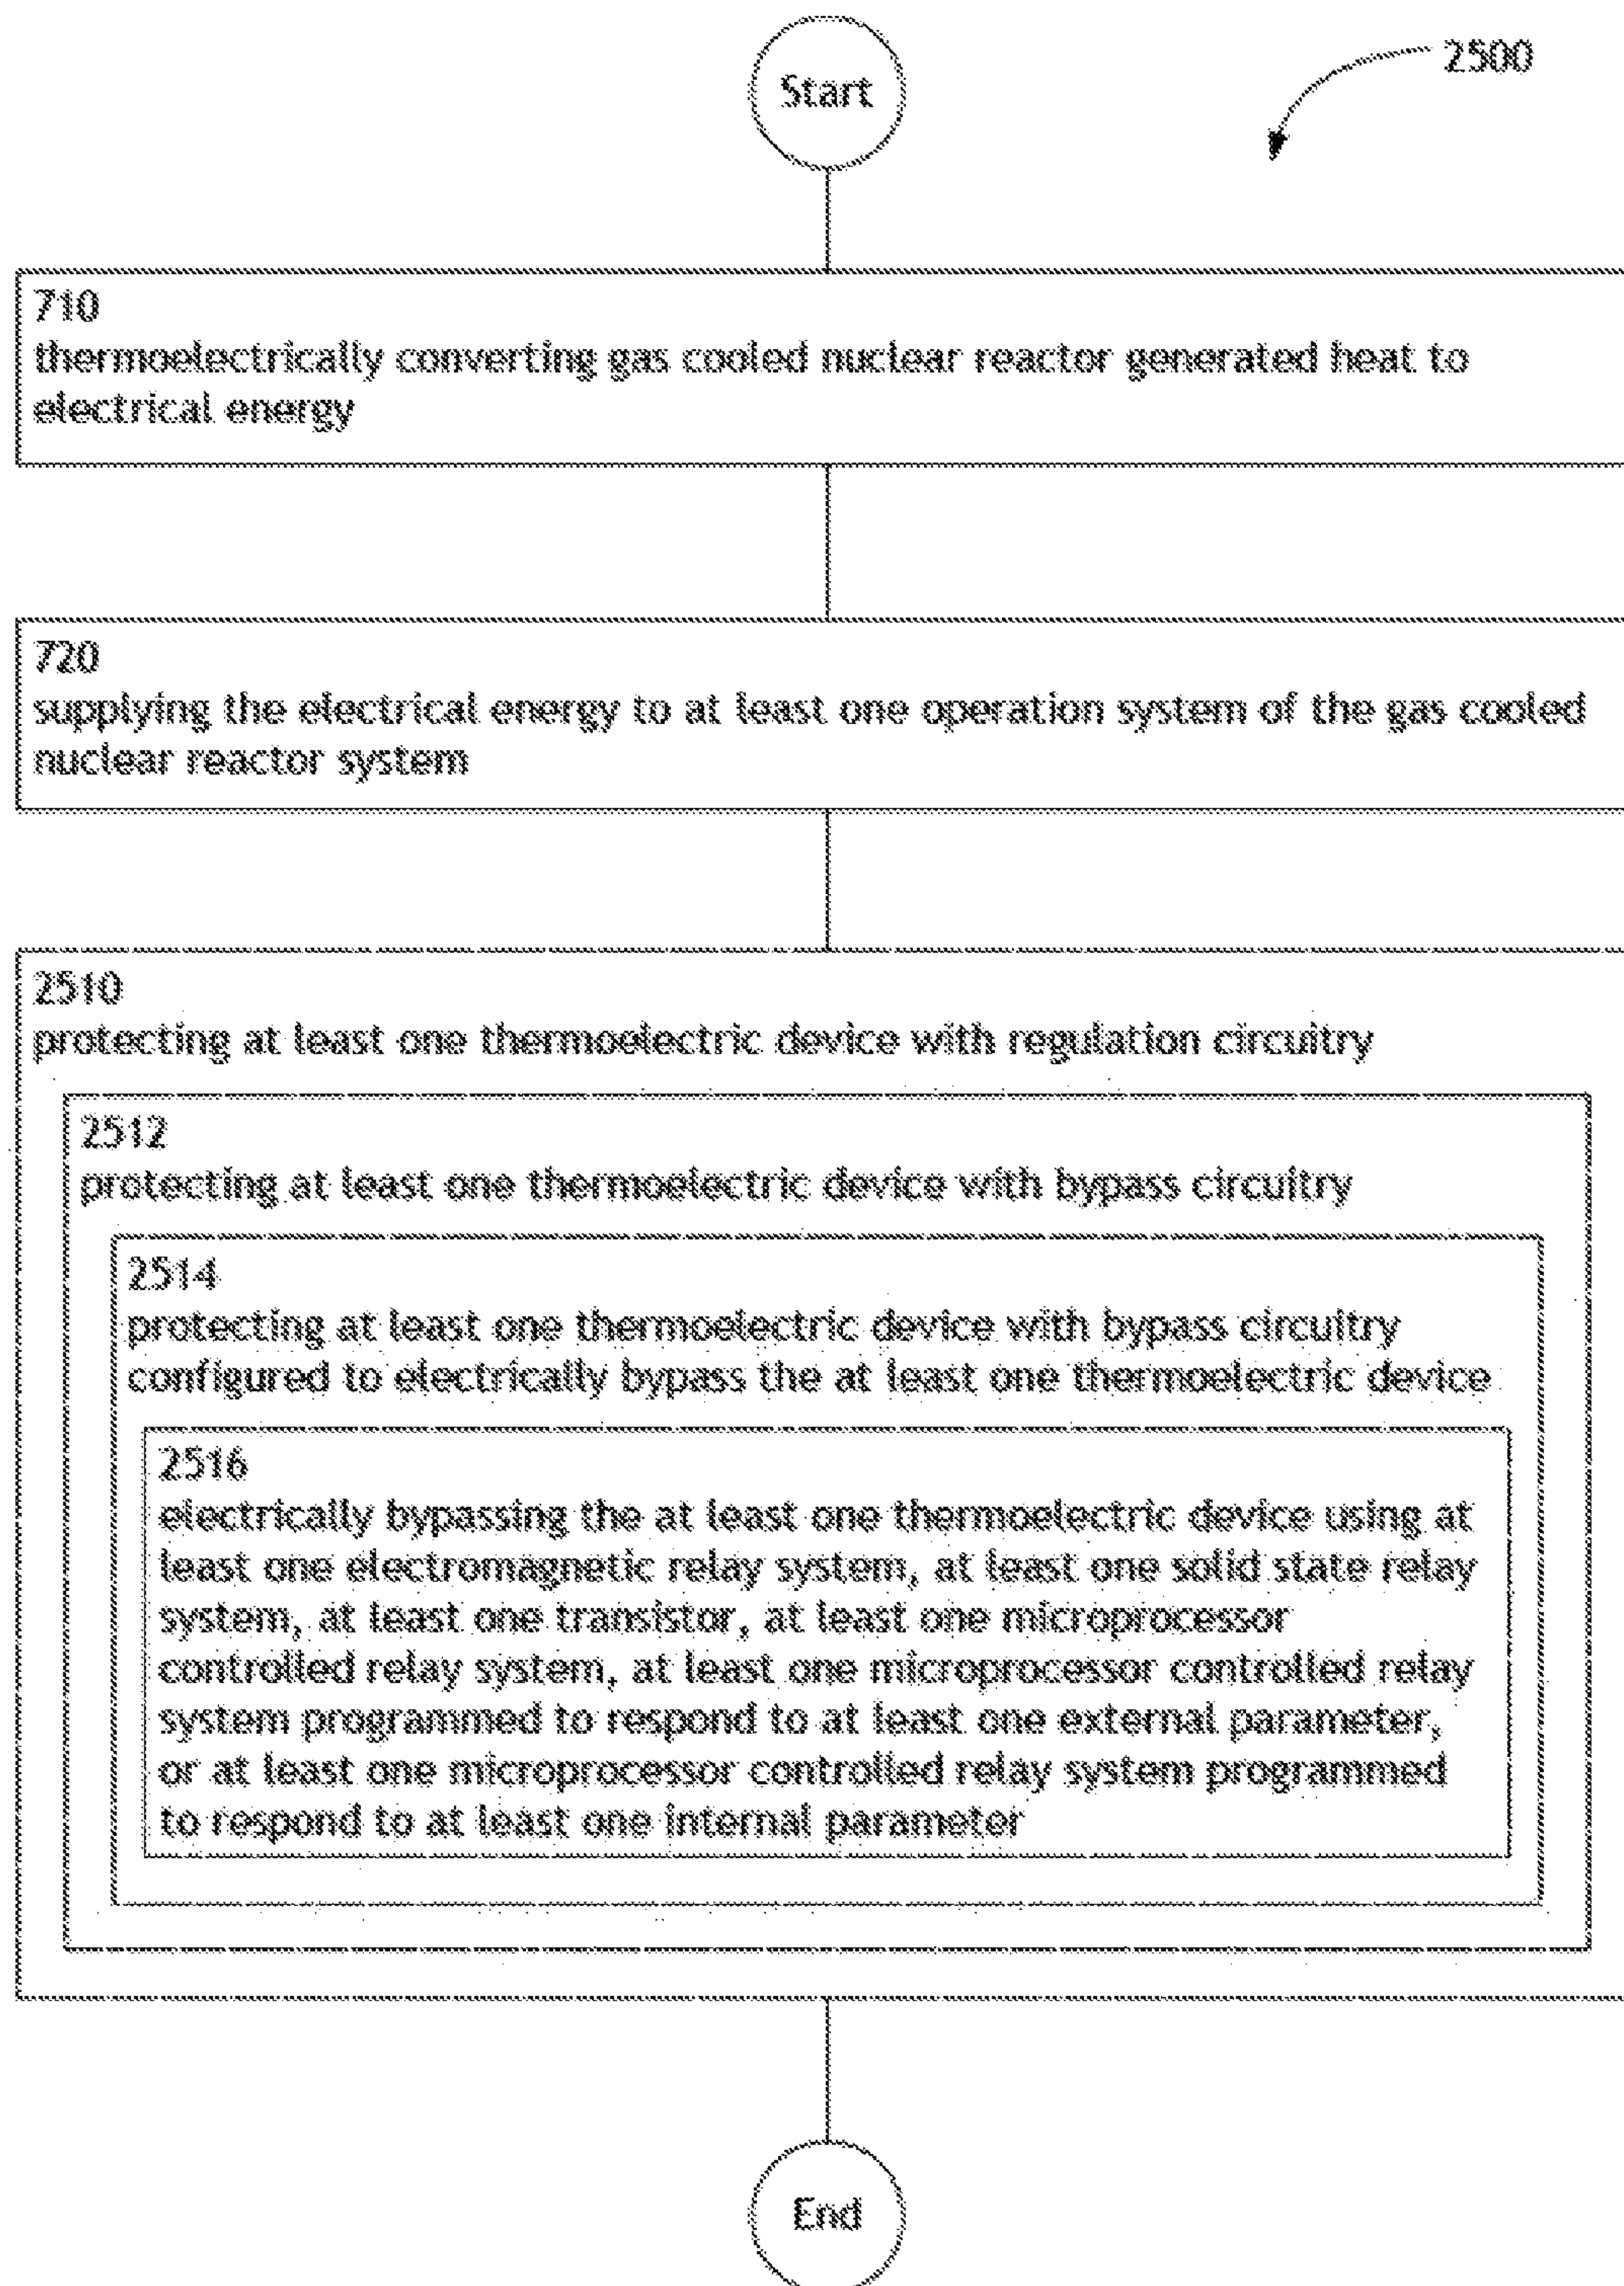 Start
2500
710
thermoelectrically converting gas cooled nuclear reactor generated heat to
electrical energy
720
supplying the electrical energy to at least one operation system of the gas cooled
nuclear reactor system
2510
protecting at least one thermoelectric device with regulation circuitry
2512
protecting at least one thermoelectric device with bypass circuitry
2514
protecting at least one thermoelectric device with bypass circuitry
configured to electrically bypass the at least one thermoelectric device
2516
electrically bypassing the at least one thermoelectric device using at
least one electromagnetic relay system, at least one solid state relay
system, at least one transistor, at least one microprocessor
controlled relay system, at least one microprocessor controlled relay
system programmed to respond to at least one external parameter,
or at least one microprocessor controlled relay system programmed
to respond to at least one internal parameter
End